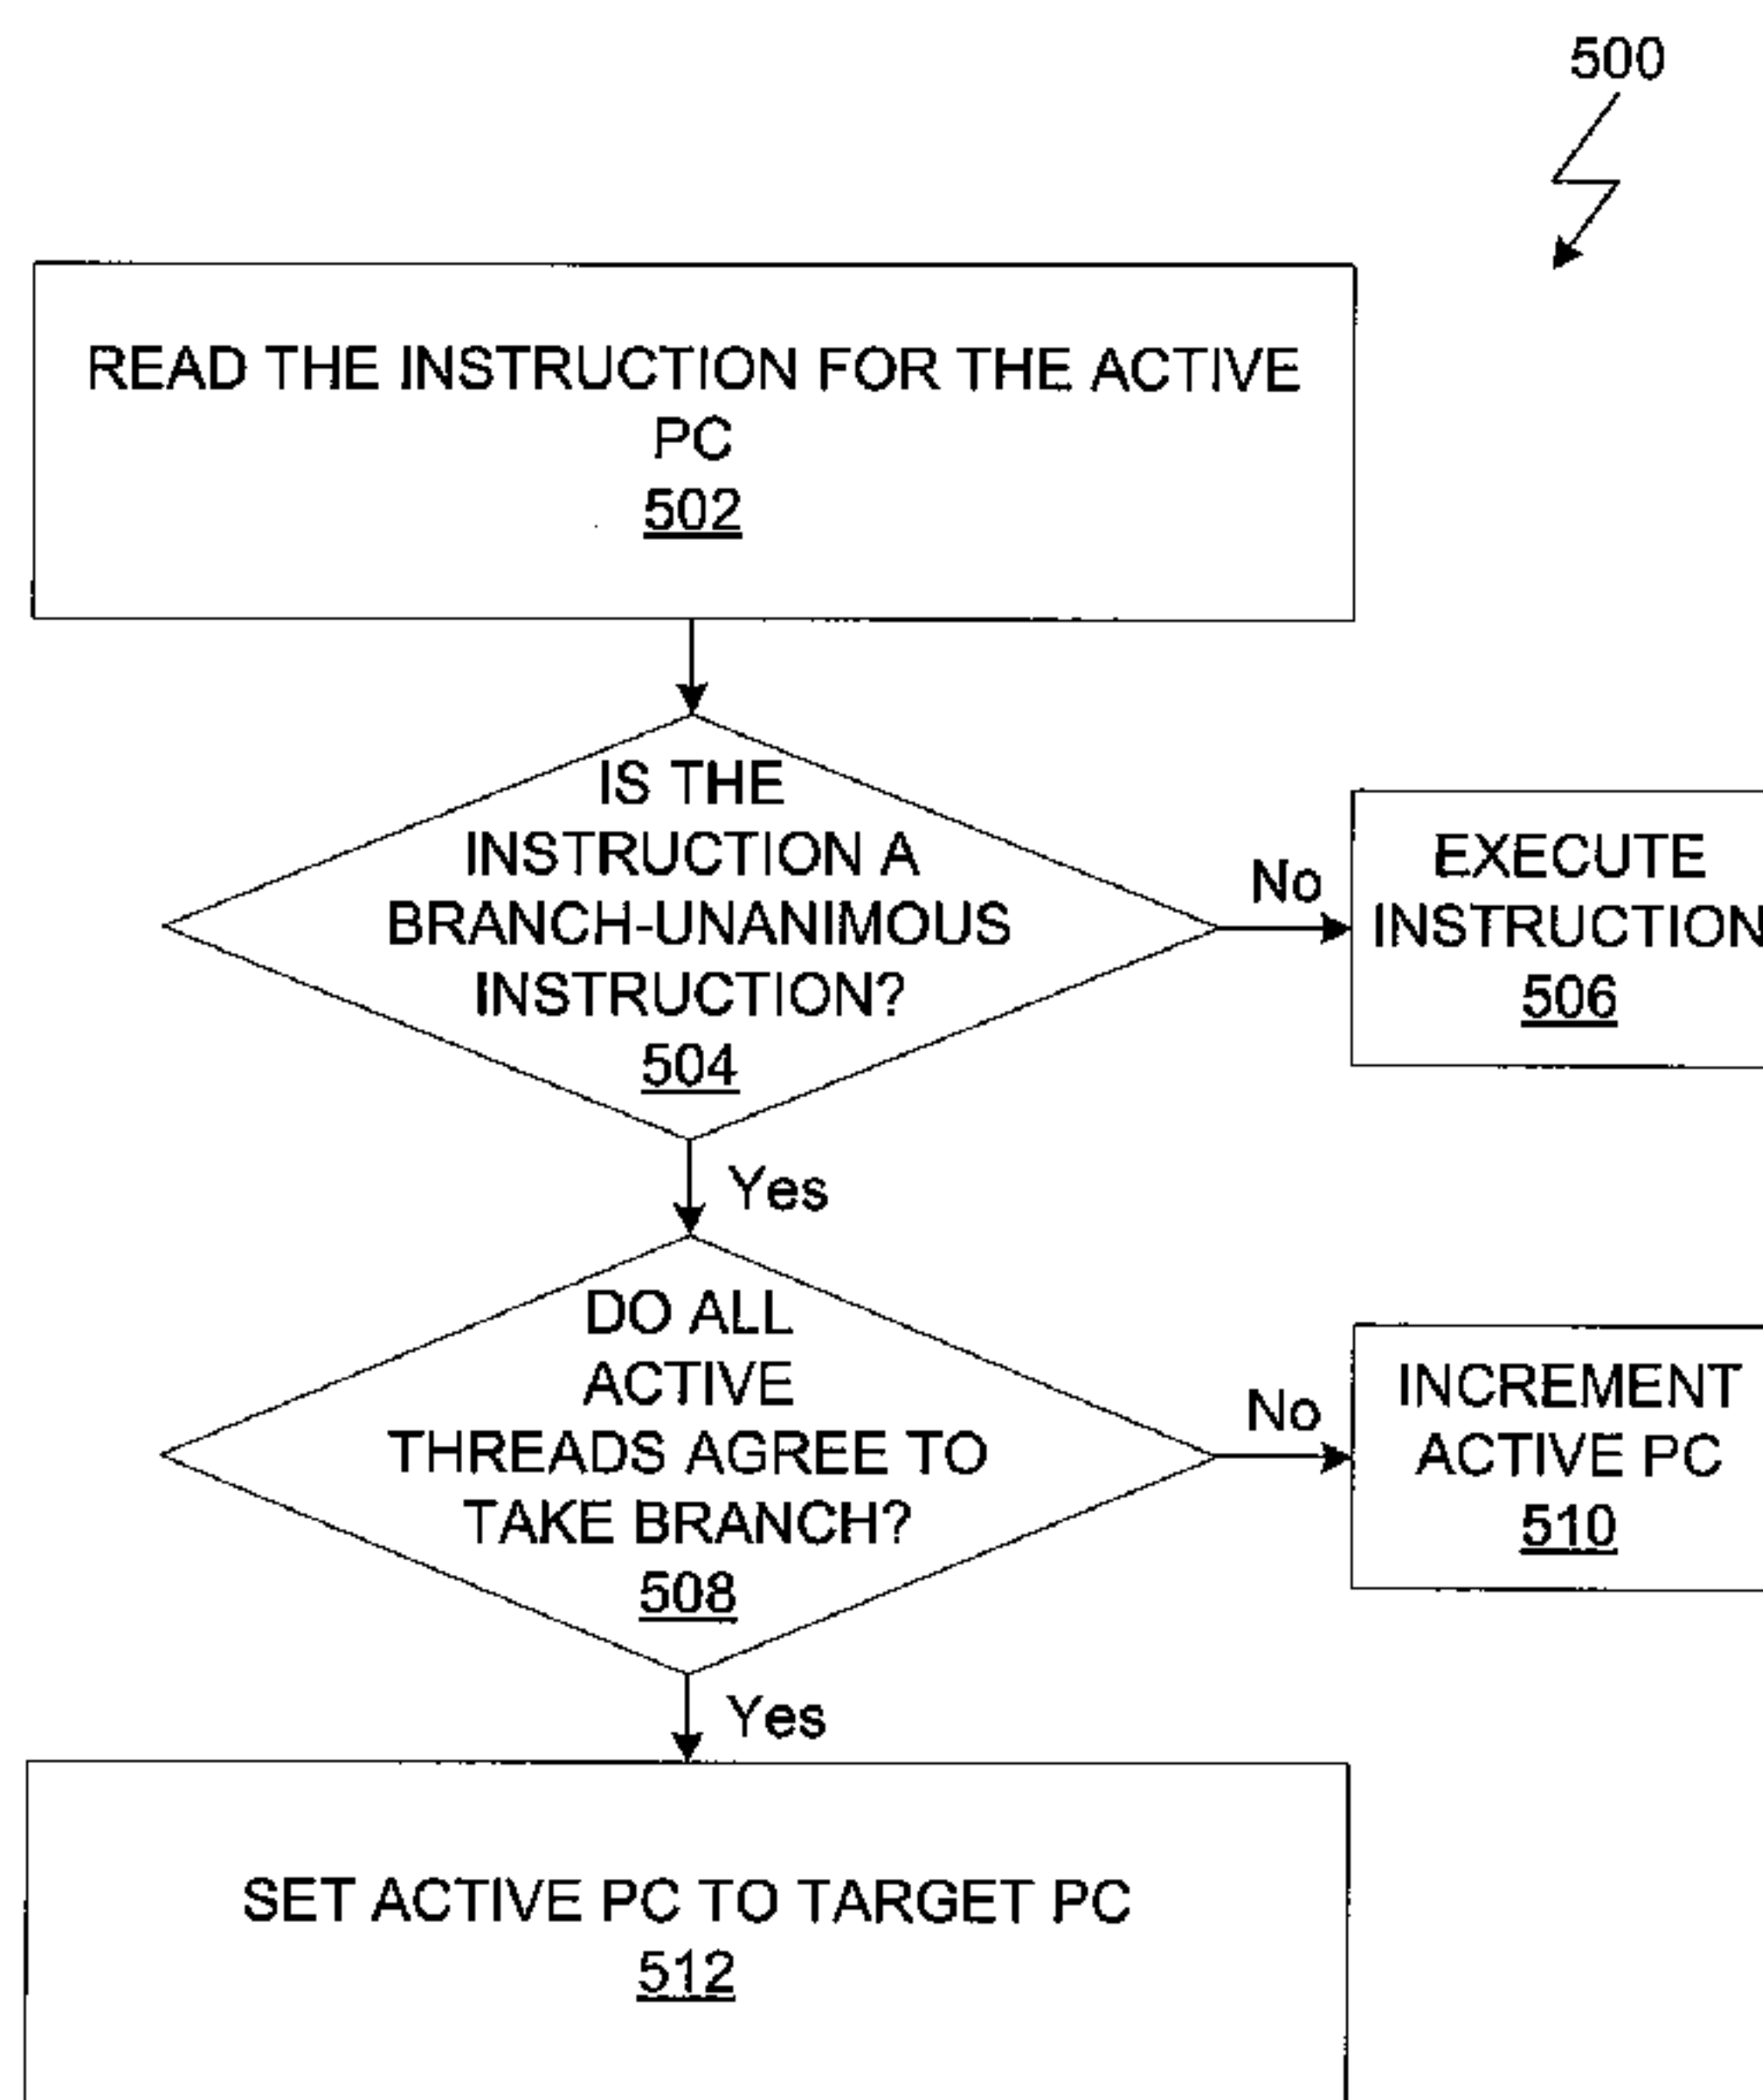 500
READ THE INSTRUCTION FOR THE ACTIVE
PC
502
IS THE
INSTRUCTION A
BRANCH-UNANIMOUS
INSTRUCTION?
504
No
EXECUTE
INSTRUCTION
506
Yes
DO ALL
ACTIVE
THREADS AGREE TO
TAKE BRANCH?
508
No
INCREMENT
ACTIVE PC
510
Yes
SET ACTIVE PC TO TARGET PC
512